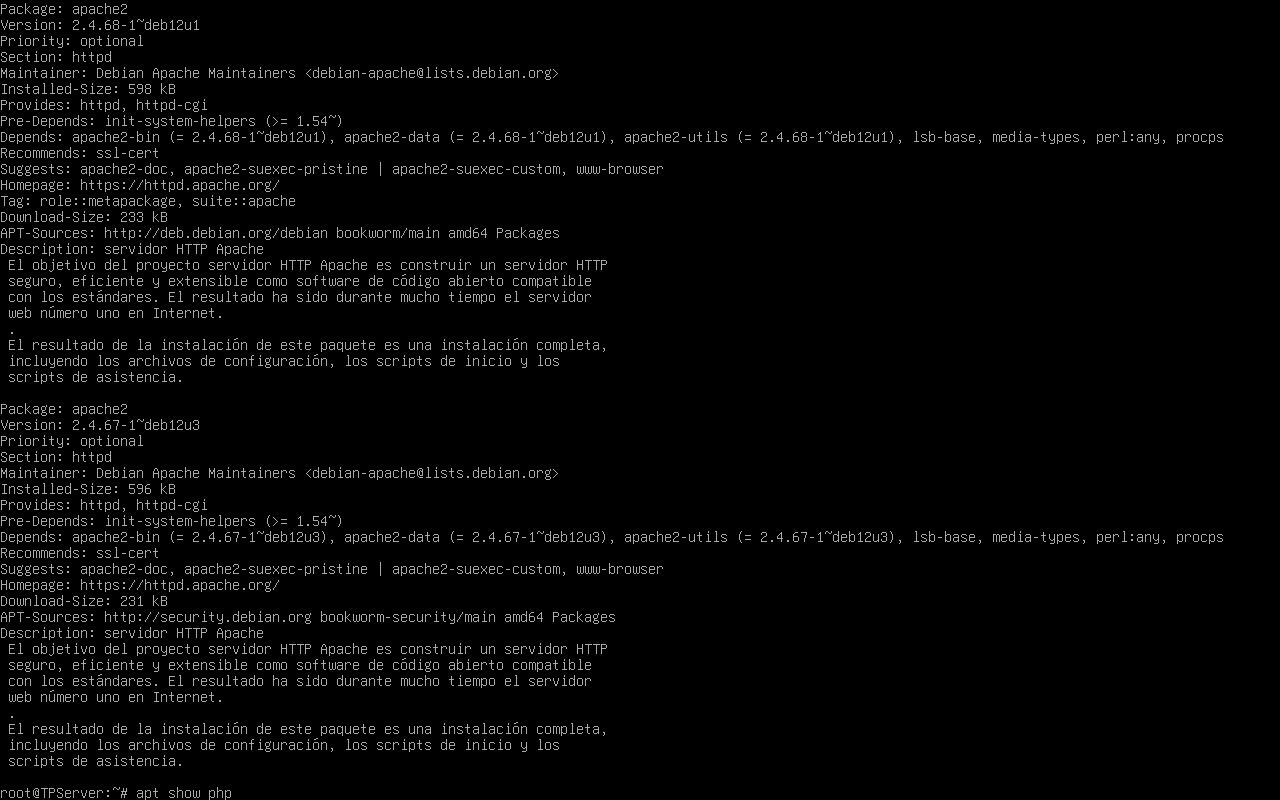 Package: apache2
Version: 2.4.68-1~deb12u1
Priority: optional
Section: httpd
Maintainer: Debian Apache Maintainers <debian-apache@lists.debian.org>
Installed-Size: 598 kB
Provides: httpd, httpd-cgi
Pre-Depends: init-system-helpers (>= 1.54~)
Depends: apache2-bin (= 2.4.68-1~deb12u1), apache2-data (= 2.4.68-1~deb12u1), apache2-utils (= 2.4.68-1~deb12u1), lsb-base, media-types, perl:any, procps
Recommends: ssl-cert
Suggests: apache2-doc, apache2-suexec-pristine | apache2-suexec-custom, www-browser
Homepage: https://httpd.apache.org/
Tag: role::metapackage, suite::apache
Download-Size: 233 kB
APT-Sources: http://deb.debian.org/debian bookworm/main amd64 Packages
Description: servidor HTTP Apache
 El objetivo del proyecto servidor HTTP Apache es construir un servidor HTTP
 seguro, eficiente y extensible como software de código abierto compatible
 con los estándares. El resultado ha sido durante mucho tiempo el servidor
 web número uno en Internet.
 .
 El resultado de la instalación de este paquete es una instalación completa,
 incluyendo los archivos de configuración, los scripts de inicio y los
 scripts de asistencia.

Package: apache2
Version: 2.4.67-1~deb12u3
Priority: optional
Section: httpd
Maintainer: Debian Apache Maintainers <debian-apache@lists.debian.org>
Installed-Size: 596 kB
Provides: httpd, httpd-cgi
Pre-Depends: init-system-helpers (>= 1.54~)
Depends: apache2-bin (= 2.4.67-1~deb12u3), apache2-data (= 2.4.67-1~deb12u3), apache2-utils (= 2.4.67-1~deb12u3), lsb-base, media-types, perl:any, procps
Recommends: ssl-cert
Suggests: apache2-doc, apache2-suexec-pristine | apache2-suexec-custom, www-browser
Homepage: https://httpd.apache.org/
Download-Size: 231 kB
APT-Sources: http://security.debian.org bookworm-security/main amd64 Packages
Description: servidor HTTP Apache
 El objetivo del proyecto servidor HTTP Apache es construir un servidor HTTP
 seguro, eficiente y extensible como software de código abierto compatible
 con los estándares. El resultado ha sido durante mucho tiempo el servidor
 web número uno en Internet.
 .
 El resultado de la instalación de este paquete es una instalación completa,
 incluyendo los archivos de configuración, los scripts de inicio y los
 scripts de asistencia.

root@TPServer:~# apt show php